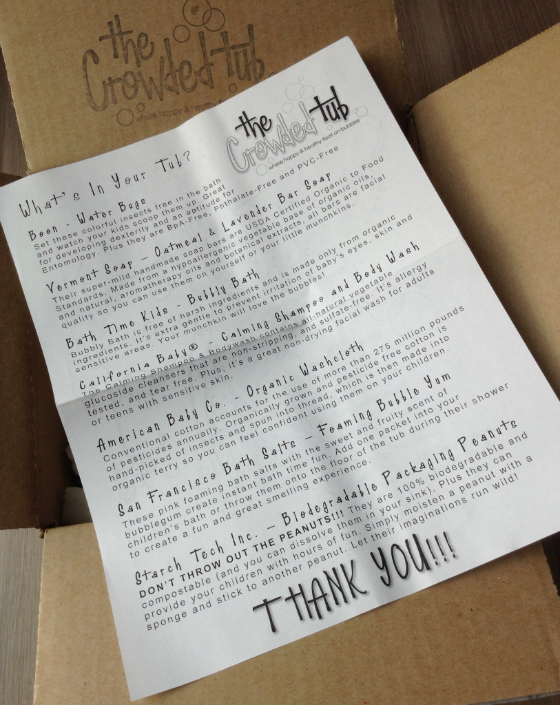 the
Crowded tub
where happy & hea
the
Crowded tub
where happy & healthy float on bubbles
What's In Your Tub?
Boon - Water Bugs
Set these colorful insects free in the bath
and watch your kids scoop them up. Great
for developing dexterity and an aptitude for
Entomology. Plus they are BPA-Free, Phthalate-Free and PVC-Free
Vermont Soap - Oatmeal & Lavender Bar Soap
Their super-mild handmade soap bars are USDA Certified Organic to Food
Standards. Made from a hypoallergenic vegetable base of organic oils,
natural aromatherapy oils and botanical extracts, all bars are facial
quality so you can use them on yourself or your little munchkins.
Bath Time Kids - Bubbly Bath
Bubbly Bath is free of harsh ingredients and is made only from organic
ingredients. It's extra gentle to prevent irritation of baby's eyes, skin and
sensitive areas. Your munchkin will love the bubbles!
California Baby® - Calming Shampoo and Body Wash
The Calming shampoo & bodywash contains all-natural vegetable
glucoside cleansers that are non-stripping, and sulfate-free. It's allergy
tested, and tear free. Plus, it's a great non-drying facial wash for adults
or teens with sensitive skin.
American Baby Co. - Organic Washcloth
Conventional cotton accounts for the use of more than 275 million pounds
of pesticides annually. Organically grown and pesticide free cotton is
hand-picked of insects and spun into thread, which is then made into
organic terry so you can feel confident using them on your children.
San Francisco Bath Salts - Foaming Bubble Yum
These pink foaming bath salts with the sweet and fruity scent of
bubblegum create instant bath time fun. Add one packet into your
children's bath or throw them onto the floor of the tub during their shower
to create a fun and great smelling experience.
Starch Tech Inc. - Biodegradable Packaging Peanuts
DON'T THROW OUT THE PEANUTS!!! They are 100% biodegradable and
compostable (and you can dissolve them in your sink). Plus they can
provide your children with hours of fun. Simply moisten a peanut with a
sponge and stick to another peanut. Let their imaginations run wild!
THANK YOU!!!